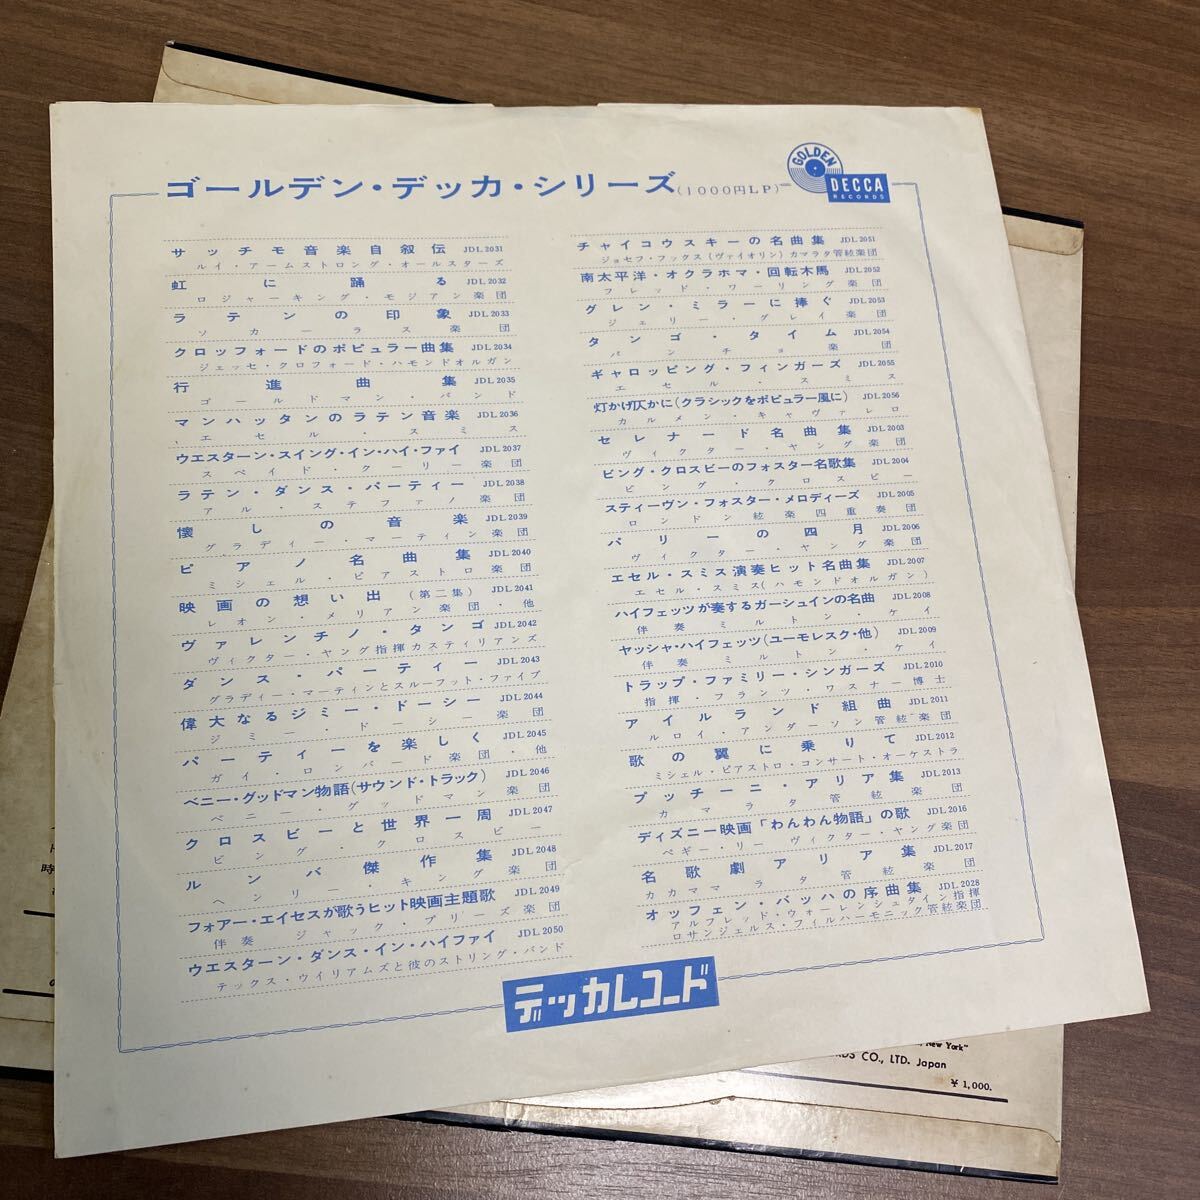 ゴールデン・デッカ・シリーズ(1000円LP)
GOLDEN
DECCA
RECORDS
サッチモ音楽自叙伝 JDL 2031
ルイ・アームストロング・オールスターズ
虹に踊る JDL 2032
ロジャーキング・モジアン楽団
ラテンの印象 JDL 2033
ソカーラス楽団
クロッフォードのポピュラー曲集 JDL 2034
ジェッセ・クロフォード・ハモンドオルガン
行進曲集 JDL 2035
ゴールドマン・バンド
マンハッタンのラテン音楽 JDL 2036
、エセル・スミス
ウエスターン・スイング・イン・ハイ・ファイ JDL 2037
スペイド・クーリー楽団
ラテン・ダンス・パーティー JDL 2038
アル・ステファノ楽団
懐しの音楽 JDL 2039
グラディー・マーティン楽団
ピアノ名曲集 JDL 2040
ミシェル・ピアストロ楽団
映画の想い出(第二集) JDL 2041
レオン・メリアン楽団・他
ヴァレンチノ・タンゴ JDL 2042
ヴィクター・ヤング指揮カスティリアンズ
ダンス・パーティー JDL 2043
グラディー・マーティンとスルーフット・ファイブ
偉大なるジミー・ドーシー JDL 2044
ジミー・ドーシー楽団
パーティーを楽しく JDL 2045
ガイ・ロンバード楽団・他
ベニー・グッドマン物語(サウンド・トラック) JDL 2046
ベニー・グッドマン楽団
クロスビーと世界一周 JDL 2047
ビング・クロスビー
ルンバ傑作集 JDL 2048
ヘンリー・キング楽団
フォアー・エイセスが歌うヒット映画主題歌 JDL 2049
伴奏 ジャック・プリーズ楽団
ウエスターン・ダンス・イン・ハイファイ JDL 2050
テックス・ウイリアムズと彼のストリング・バンド
チャイコウスキーの名曲集 JDL 2051
ジョセフ・フックス(ヴァイオリン)カマラタ管絃楽団
南太平洋・オクラホマ・回転木馬 JDL 2052
フレッド・ワーリング楽団
グレン・ミラーに捧ぐ JDL 2053
ジェリー・グレイ楽団
タンゴ・タイム JDL 2054
パンチョ楽団
ギャロッピング・フィンガーズ JDL 2055
エセル・スミス
灯かげ仄かに(クラシックをポピュラー風に) JDL 2056
カルメン・キャヴァレロ
セレナード名曲集 JDL 2003
ヴィクター・ヤング楽団
ビング・クロスビーのフォスター名歌集 JDL 2004
ビング・クロスビー
スティーヴン・フォスター・メロディーズ JDL 2005
ロンドン絃楽四重奏団
パリーの四月 JDL 2006
ヴィクター・ヤング楽団
エセル・スミス演奏ヒット名曲集 JDL 2007
エセル・スミス(ハモンドオルガン)
ハイフェッツが奏するガーシュインの名曲 JDL 2008
伴奏ミルトン・ケイ
ヤッシャ・ハイフェッツ(ユーモレスク・他) JDL 2009
伴奏ミルトン・ケイ
トラップ・ファミリー・シンガーズ JDL 2010
指揮・フランツ・ワスナー博士
アイルランド組曲 JDL 2011
ルロイ・アンダーソン管絃楽団
歌の翼に乗りて JDL 2012
ミシェル・ピアストロ・コンサート・オーケストラ
プッチーニ・アリア集 JDL 2013
カマラタ管絃楽団
ディズニー映画「わんわん物語」の歌 JDL 2016
ペギー・リー ヴィクター・ヤング楽団
名歌劇アリア集 JDL 2017
カカママラタ管絃楽団
オッフェン・バッハの序曲集 JDL 2028
アルフレッド・ウォーレンシュタイン指揮
ロサンジェルス・フィルハーモニック管絃楽団
デッカレコード
時
の
New York"
RDS CO., LTD. Japan
¥ 1,000.